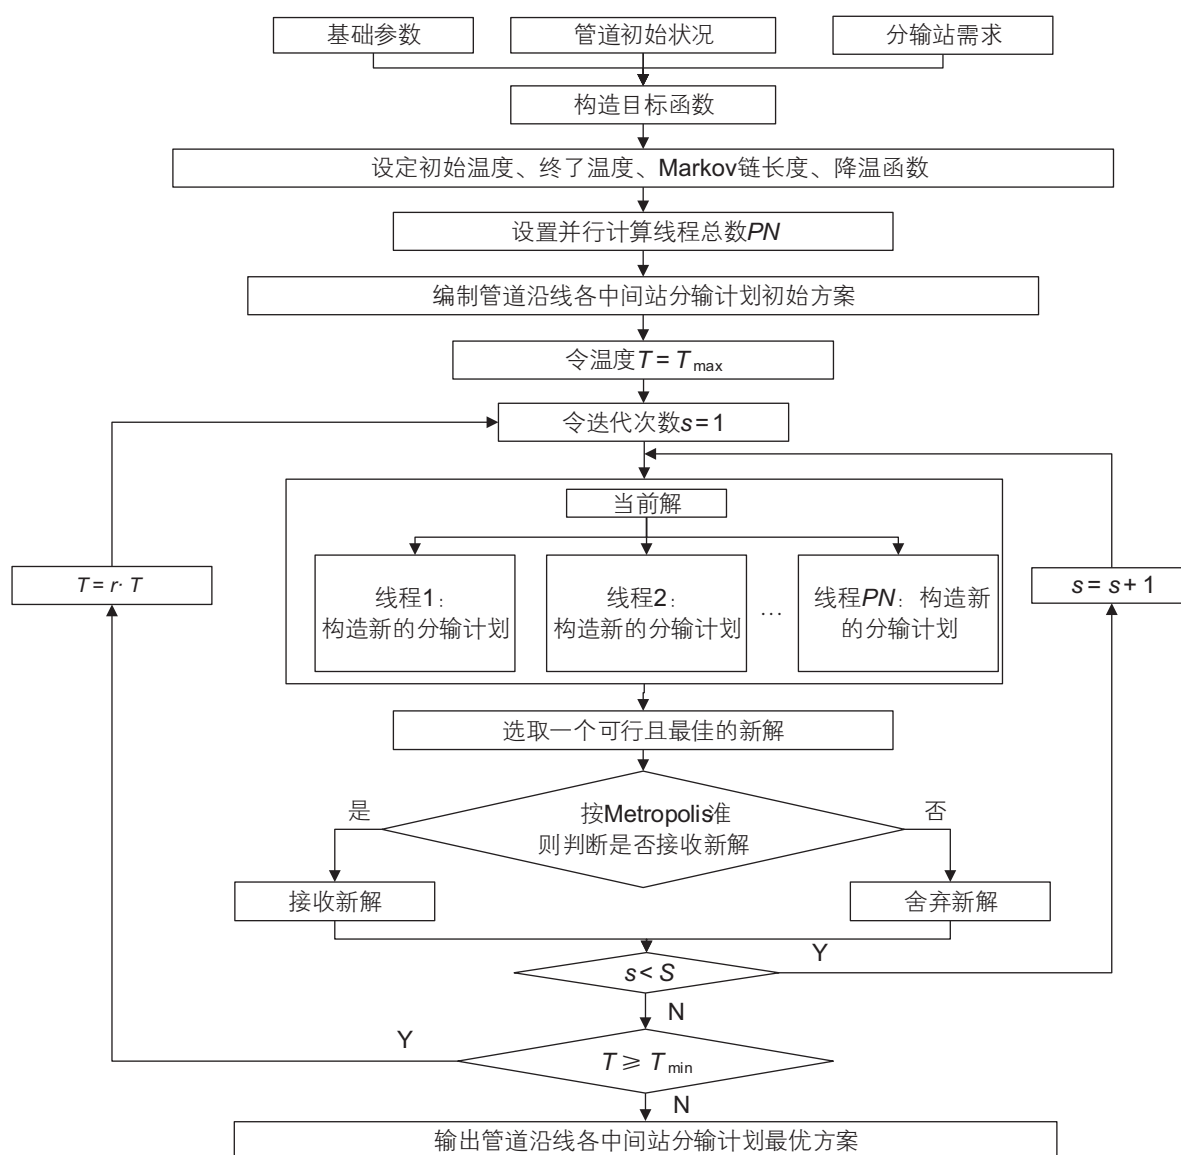 基础参数
管道初始状况
分输站需求
构造目标函数
设定初始温度、终了温度、Markov链长度、降温函数
设置并行计算线程总数PN
编制管道沿线各中间站分输计划初始方案
令温度T = T max
令迭代次数s = 1
当前解
线程1：
构造新的分输计划
线程2：
构造新的分输计划
…
线程PN：构造新
的分输计划
T = r· T
s = s + 1
选取一个可行且最佳的新解
是
按Metropolis准
则判断是否接收新解
否
接收新解
舍弃新解
Y
s < S
N
Y
T ⩾ T min
N
输出管道沿线各中间站分输计划最优方案